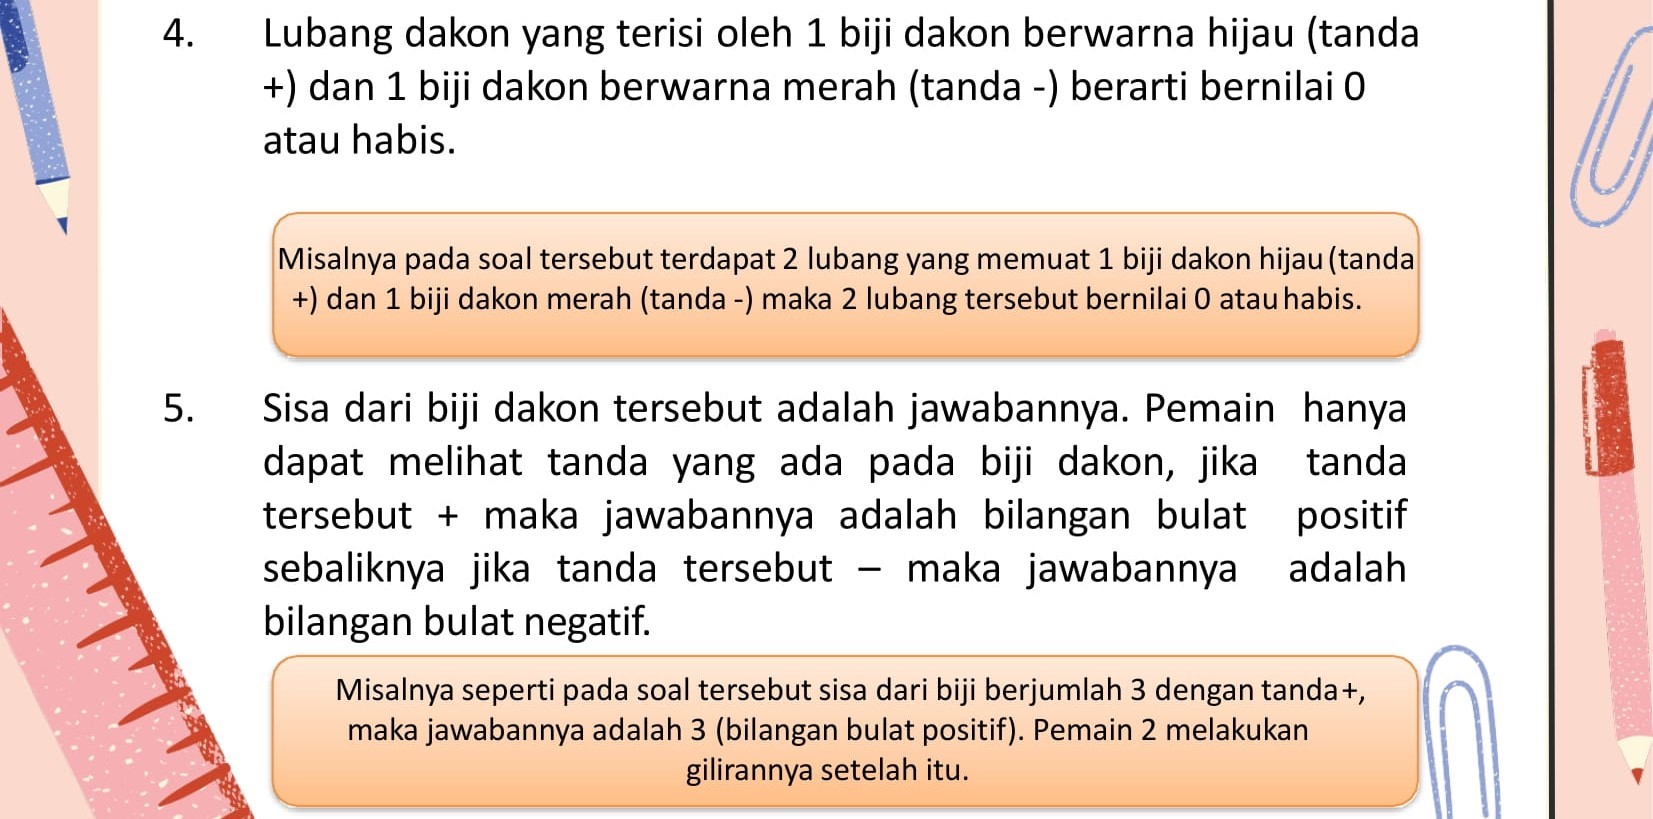 4. Lubang dakon yang terisi oleh 1 biji dakon berwarna hijau (tanda
+) dan 1 biji dakon berwarna merah (tanda -) berarti bernilai 0
atau habis.
Misalnya pada soal tersebut terdapat 2 lubang yang memuat 1 biji dakon hijau (tanda
+) dan 1 biji dakon merah (tanda -) maka 2 lubang tersebut bernilai 0 atau habis.
5. Sisa dari biji dakon tersebut adalah jawabannya. Pemain hanya
dapat melihat tanda yang ada pada biji dakon, jika tanda
tersebut + maka jawabannya adalah bilangan bulat positif
sebaliknya jika tanda tersebut – maka jawabannya adalah
bilangan bulat negatif.
Misalnya seperti pada soal tersebut sisa dari biji berjumlah 3 dengan tanda+,
maka jawabannya adalah 3 (bilangan bulat positif). Pemain 2 melakukan
gilirannya setelah itu.